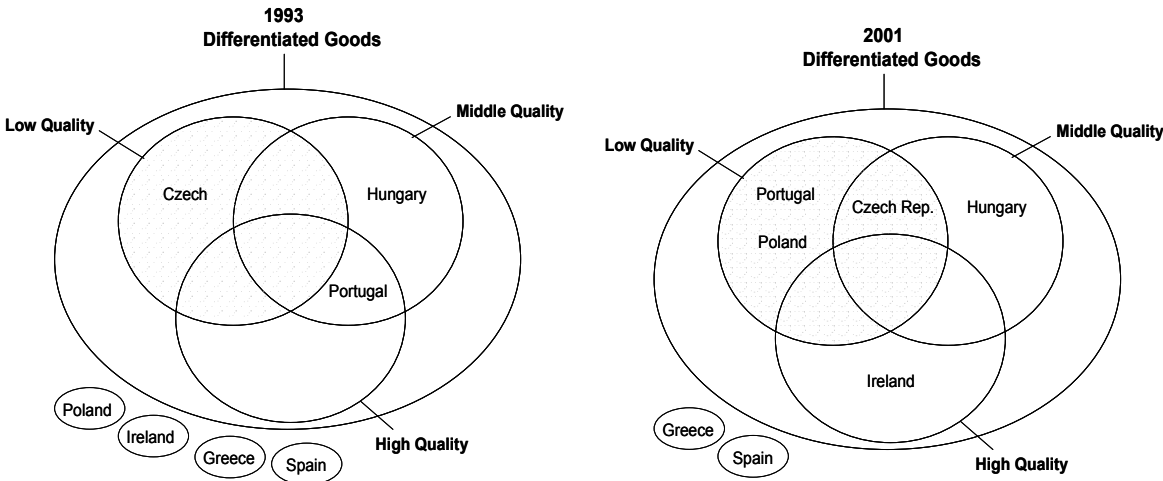 1993
Differentiated Goods
Low Quality
Middle Quality
Czech
Hungary
Portugal
Poland
Ireland
Greece
Spain
High Quality
2001
Differentiated Goods
Low Quality
Middle Quality
Portugal
Czech Rep.
Hungary
Poland
Ireland
Greece
Spain
High Quality